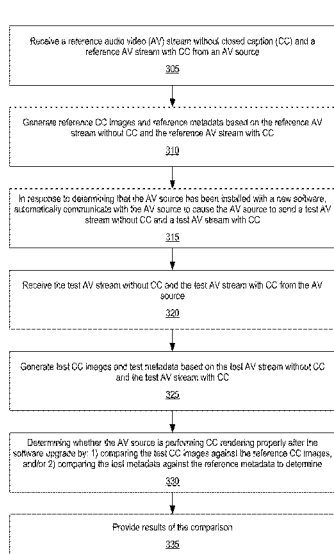 Receive a reference audio video (AV) stream without closed caption (CC) and a
reference AV stream with CC from an AV source
305
Generate reference CC images and reference metadata based on the reference AV
stream without CC and the reference AV stream with CC
310
In response to determining that the AV source has been installed with a new software,
automatically communicate with the AV source to cause the AV source to send a test AV
stream without CC and a test AV stream with CC
315
Receive the test AV stream without CC and the test AV stream with CC from the AV
source
320
Generate test CC images and test metadata based on the test AV stream without CC
and the test AV stream with CC
325
Determining whether the AV source is performing CC rendering properly after the
software upgrade by: 1) comparing the test CC images against the reference CC images,
and/or 2) comparing the test metadata against the reference metadata to determine
330
Provide results of the comparison
335